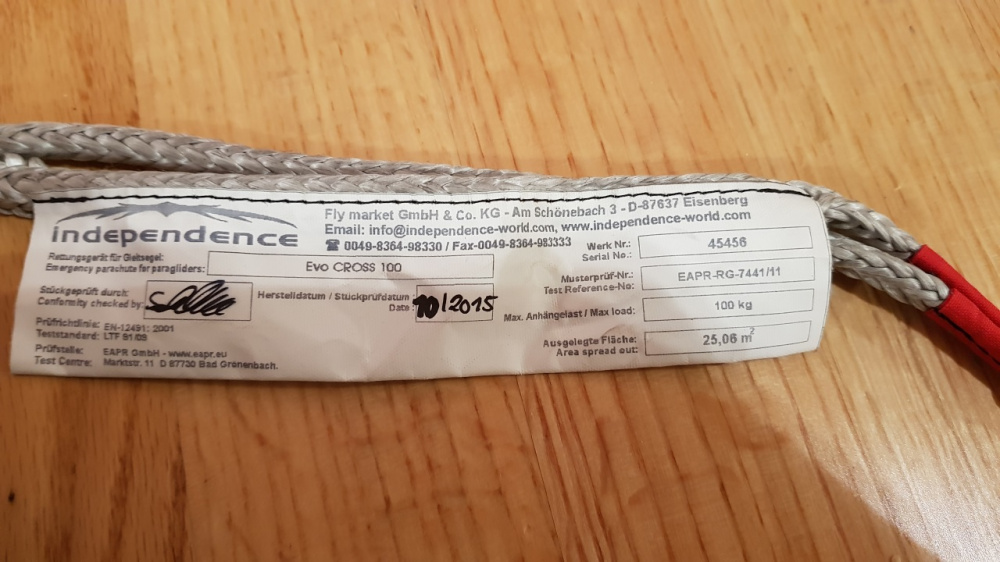 independence
Fly market GmbH & Co. KG - Am Schönebach 3 - D-87637 Eisenberg
Email: info@independence-world.com, www.independence-world.com
☎ 0049-8364-98330 / Fax-0049-8364-983333
Rettungsgerät für Gleitsegel:
Emergency parachute for paragliders:
Evo CROSS 100
Stückgeprüft durch:
Conformity checked by:
Herstelldatum / Stückprüfdatum
Date:
10/2015
Prüfrichtlinie: EN-12491: 2001
Teststandard: LTF 91/09
Prüfstelle: EAPR GmbH - www.eapr.eu
Test Centre: Marktstr. 11 D 87730 Bad Grönenbach.
Werk Nr.:
Serial No.:
45456
Musterprüf-Nr.:
Test Reference-No:
EAPR-RG-7441/11
Max. Anhängelast / Max load:
100 kg
Ausgelegte Fläche:
Area spread out:
25,06 m²